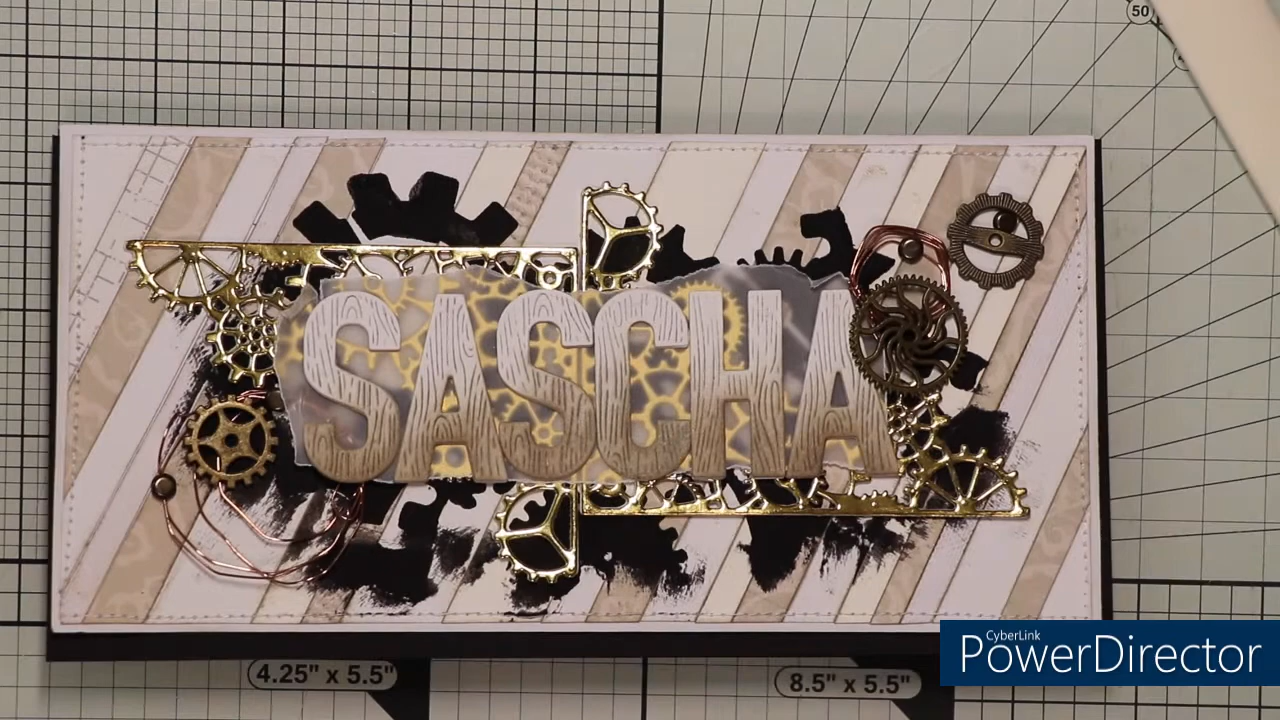 50
SASCHA
4.25" x 5.5"
8.5" x 5.5"
CyberLink
PowerDirector